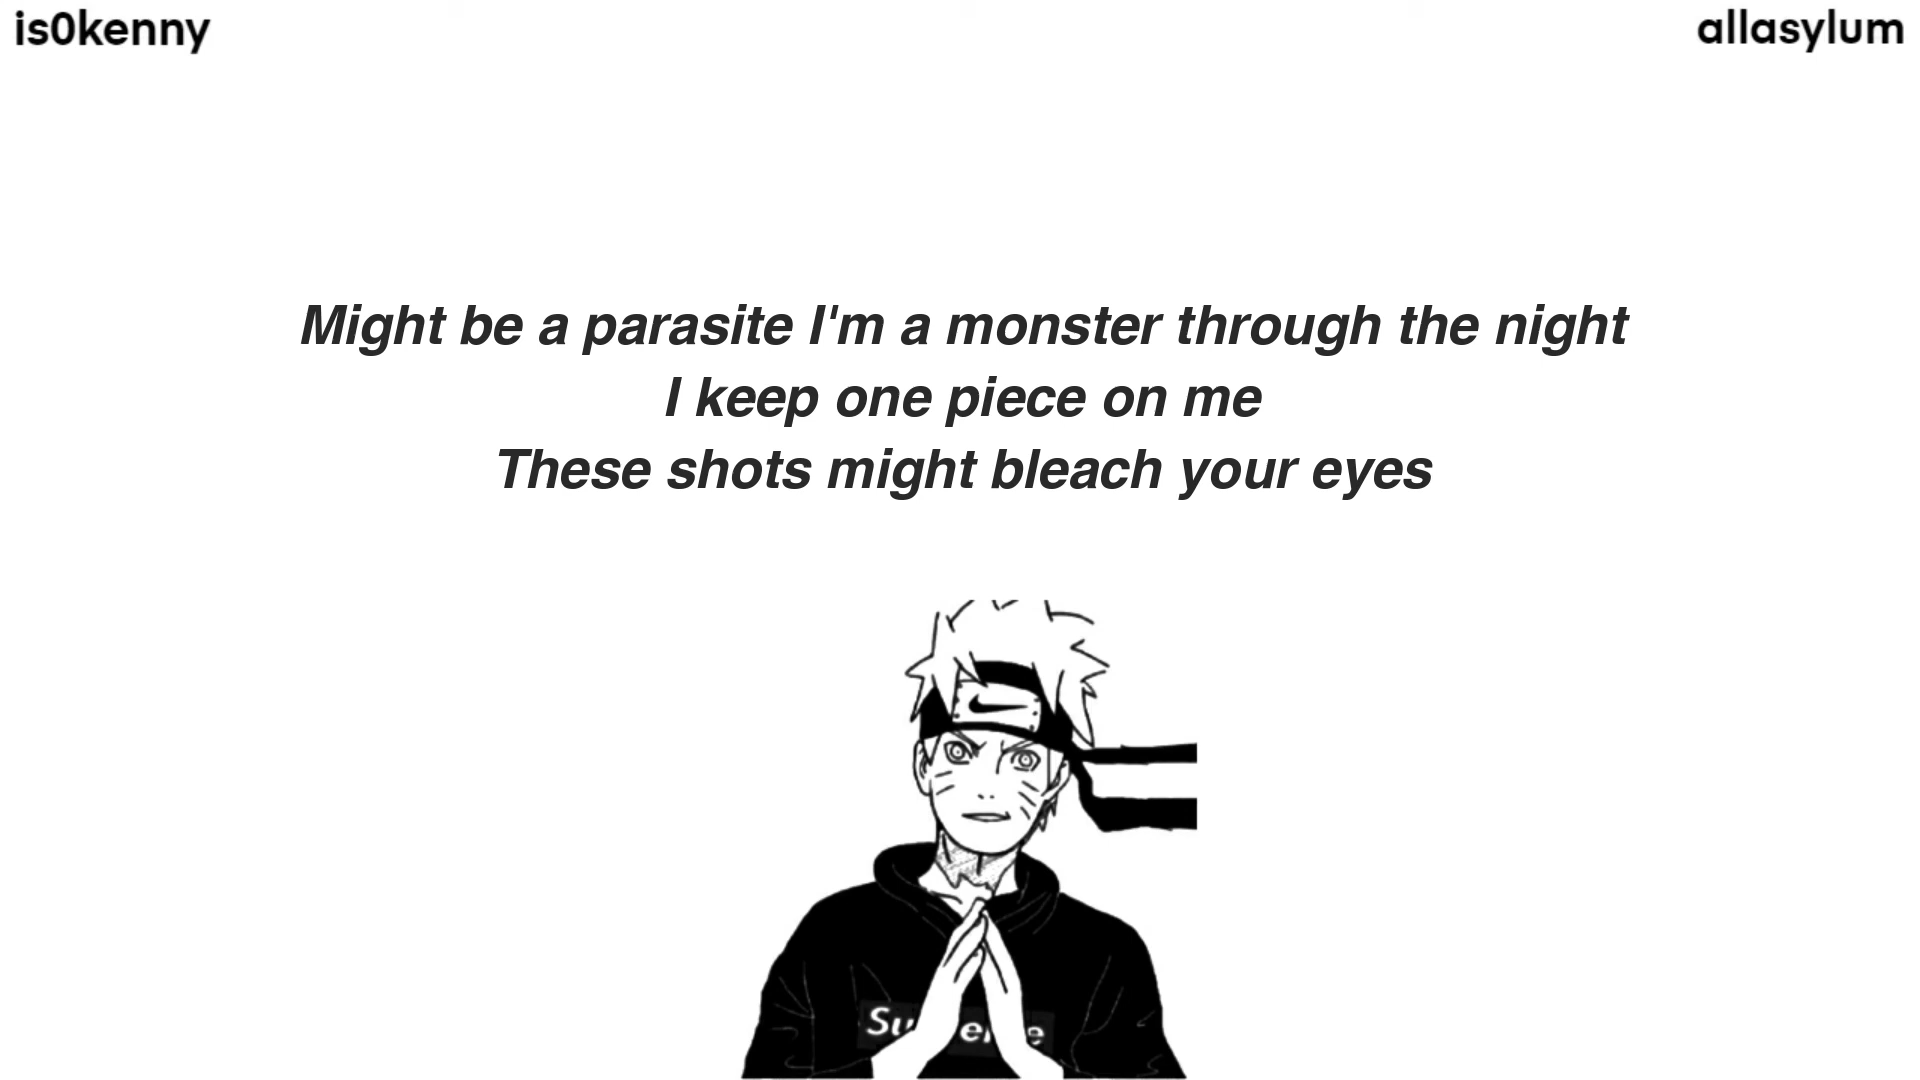 is0kenny
allasylum
Might be a parasite I'm a monster through the night
I keep one piece on me
These shots might bleach your eyes